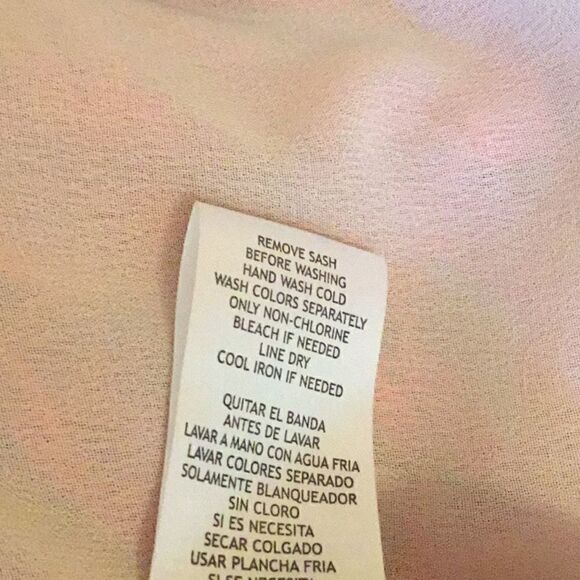 REMOVE SASH
BEFORE WASHING
HAND WASH COLD
WASH COLORS SEPARATELY
ONLY NON-CHLORINE
BLEACH IF NEEDED
LINE DRY
COOL IRON IF NEEDED
QUITAR EL BANDA
ANTES DE LAVAR
LAVAR A MANO CON AGUA FRIA
LAVAR COLORES SEPARADO
SOLAMENTE BLANQUEADOR
SIN CLORO
SI ES NECESITA
SECAR COLGADO
USAR PLANCHA FRIA